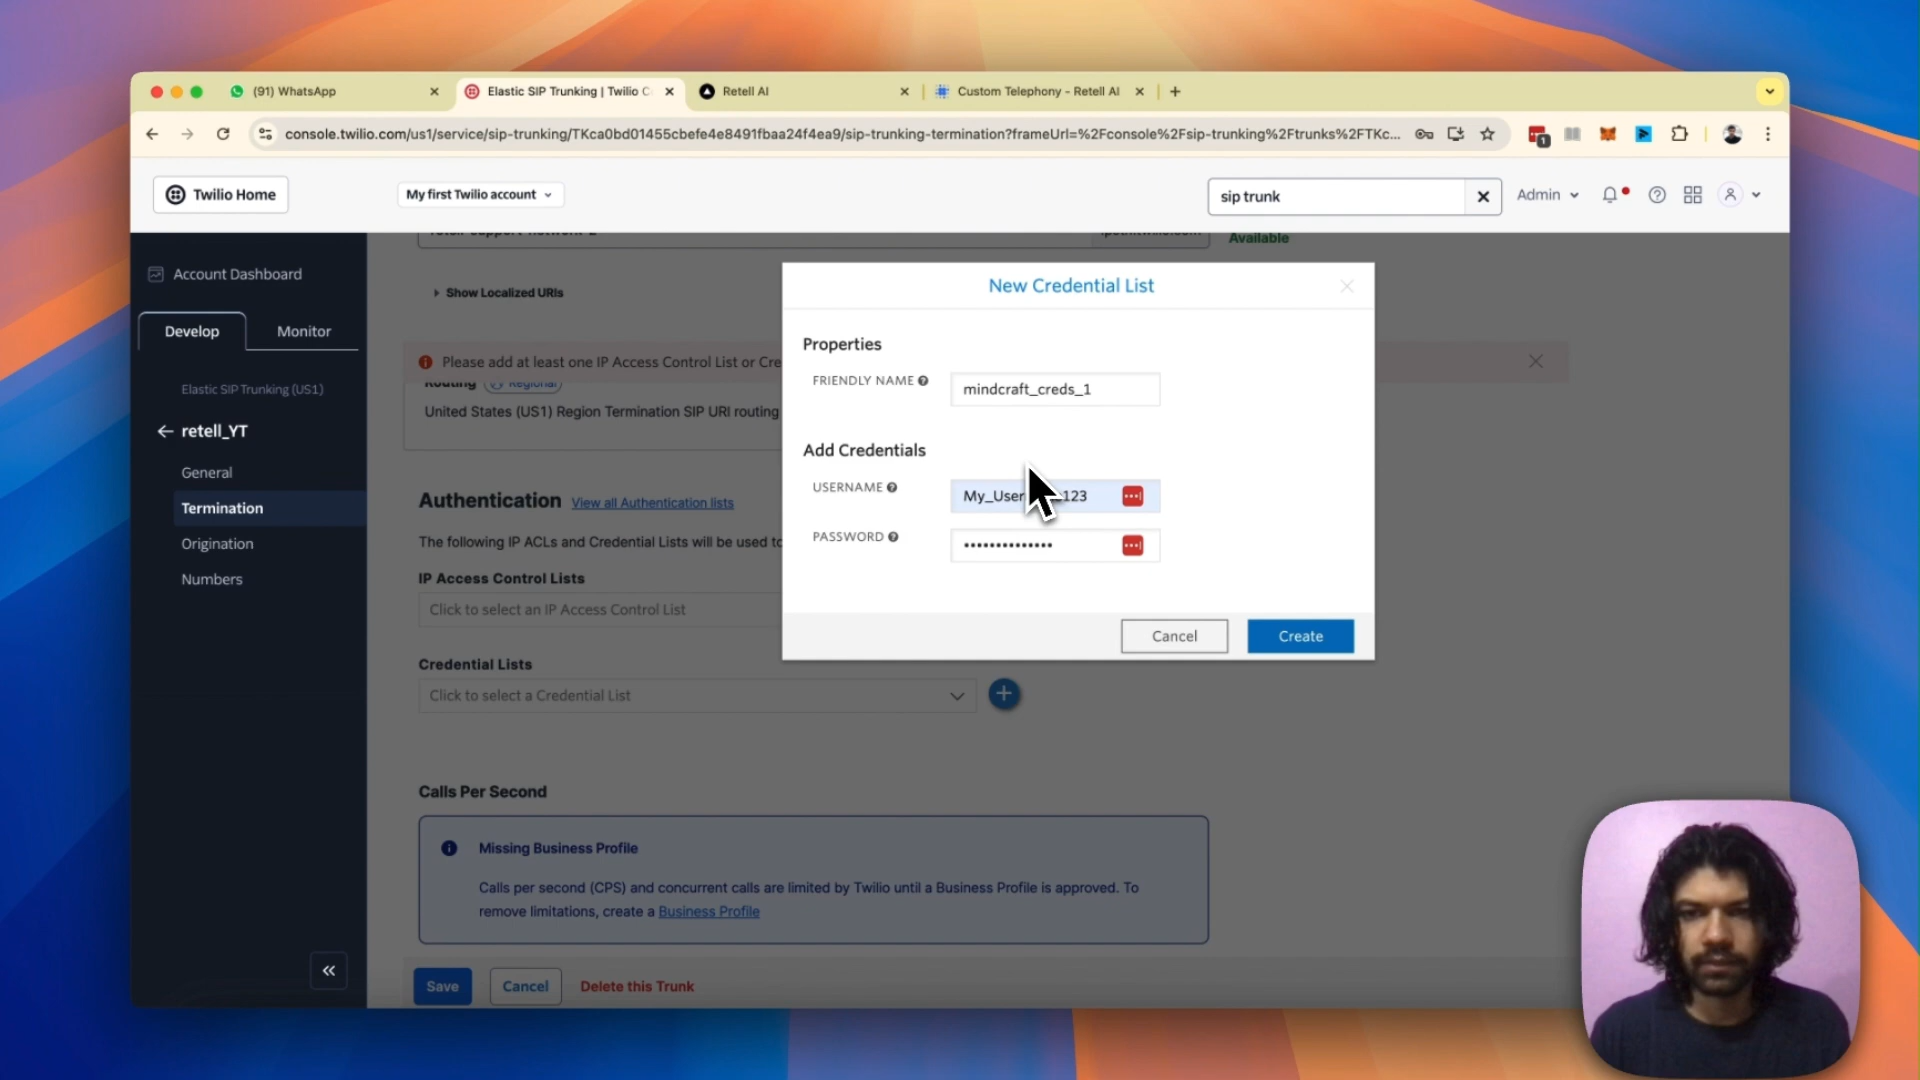 (91) WhatsApp
Elastic SIP Trunking | Twilio C
Retell AI
Custom Telephony - Retell AI
console.twilio.com/us1/service/sip-trunking/TKca0bd01455cbefe4e8491fbaa24f4ea9/sip-trunking-termination?frameUrl=%2Fconsole%2Fsip-trunking%2Ftrunks%2FTKc...
1
Twilio Home
My first Twilio account
sip trunk
Admin
Available
Account Dashboard
Show Localized URIs
Develop
Monitor
Please add at least one IP Access Control List or Cre
Elastic SIP Trunking (US1)
Routing
Regional
United States (US1) Region Termination SIP URI routing
retell_YT
General
Termination
Origination
Numbers
Authentication
View all Authentication lists
The following IP ACLs and Credential Lists will be used to
IP Access Control Lists
Click to select an IP Access Control List
Credential Lists
Click to select a Credential List
New Credential List
Properties
FRIENDLY NAME
mindcraft_creds_1
Add Credentials
USERNAME
My_User 123
PASSWORD
Cancel
Create
Calls Per Second
Missing Business Profile
Calls per second (CPS) and concurrent calls are limited by Twilio until a Business Profile is approved. To
remove limitations, create a Business Profile
Save
Cancel
Delete this Trunk